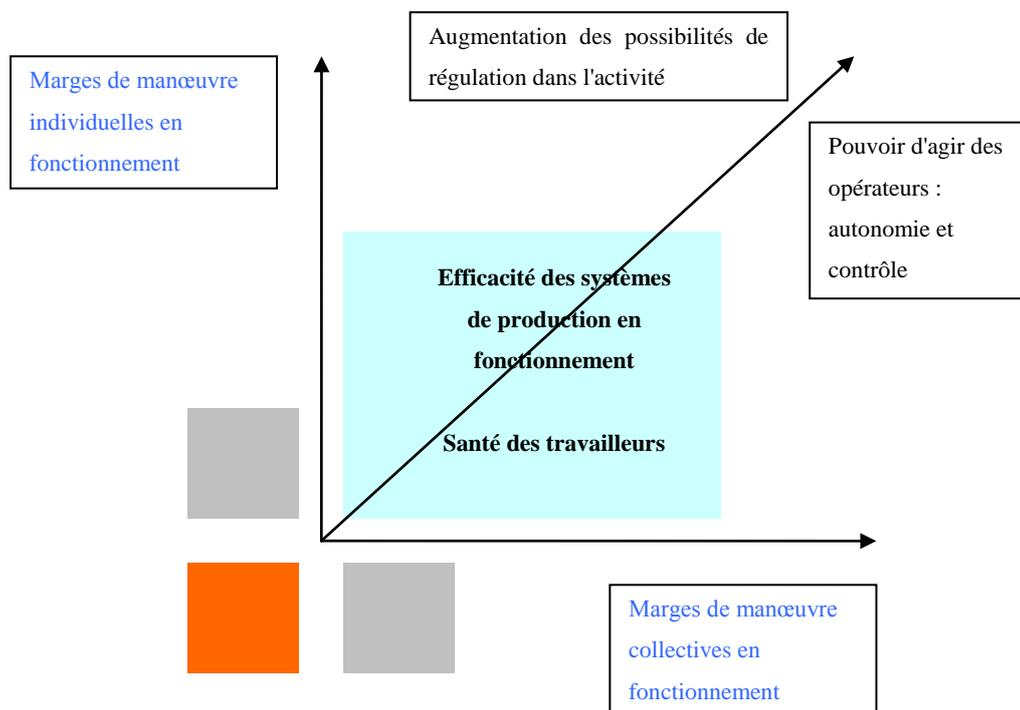 Augmentation des possibilités de
régulation dans l'activité
Marges de manœuvre
individuelles en
fonctionnement
Pouvoir d'agir des
opérateurs :
autonomie et
contrôle
Efficacité des systèmes
de production en
fonctionnement
Santé des travailleurs
Marges de manœuvre
collectives en
fonctionnement